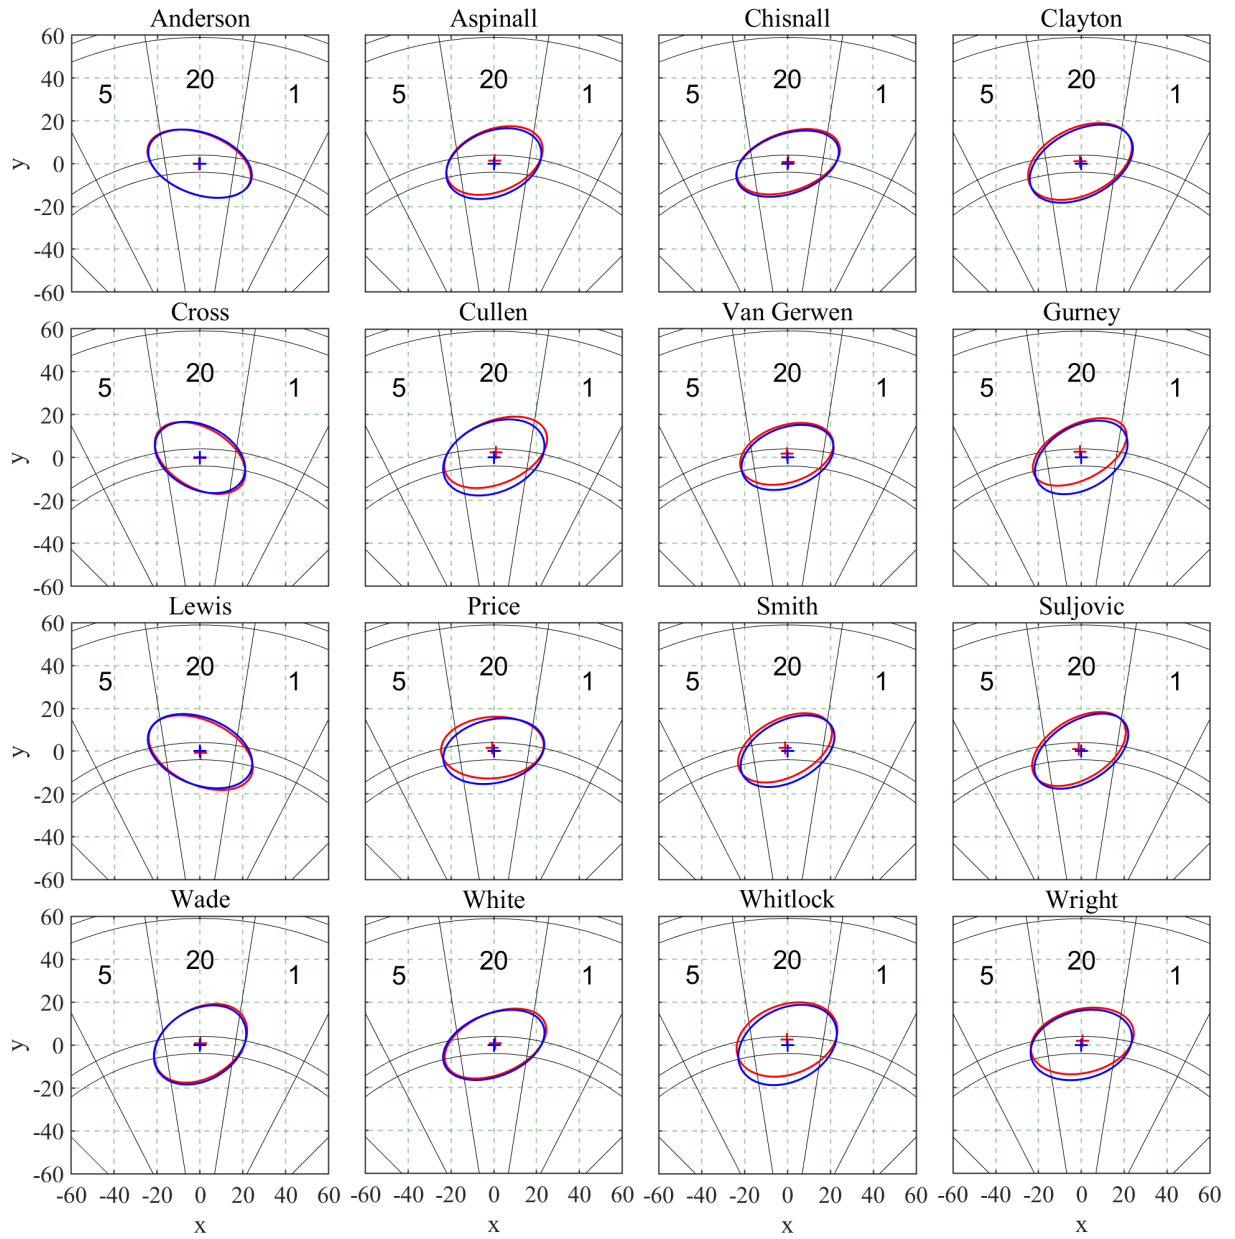 Anderson Aspinall Chisnall Clayton
60
40
20
0
-20
-40
-60
y
5 20 1 5 20 1 5 20 1 5 20 1
Cross Cullen Van Gerwen Gurney
60
40
20
0
-20
-40
-60
y
5 20 1 5 20 1 5 20 1 5 20 1
Lewis Price Smith Suljovic
60
40
20
0
-20
-40
-60
y
5 20 1 5 20 1 5 20 1 5 20 1
Wade White Whitlock Wright
60
40
20
0
-20
-40
-60
y
5 20 1 5 20 1 5 20 1 5 20 1
-60 -40 -20 0 20 40 60 -60 -40 -20 0 20 40 60 -60 -40 -20 0 20 40 60 -60 -40 -20 0 20 40 60
x x x x